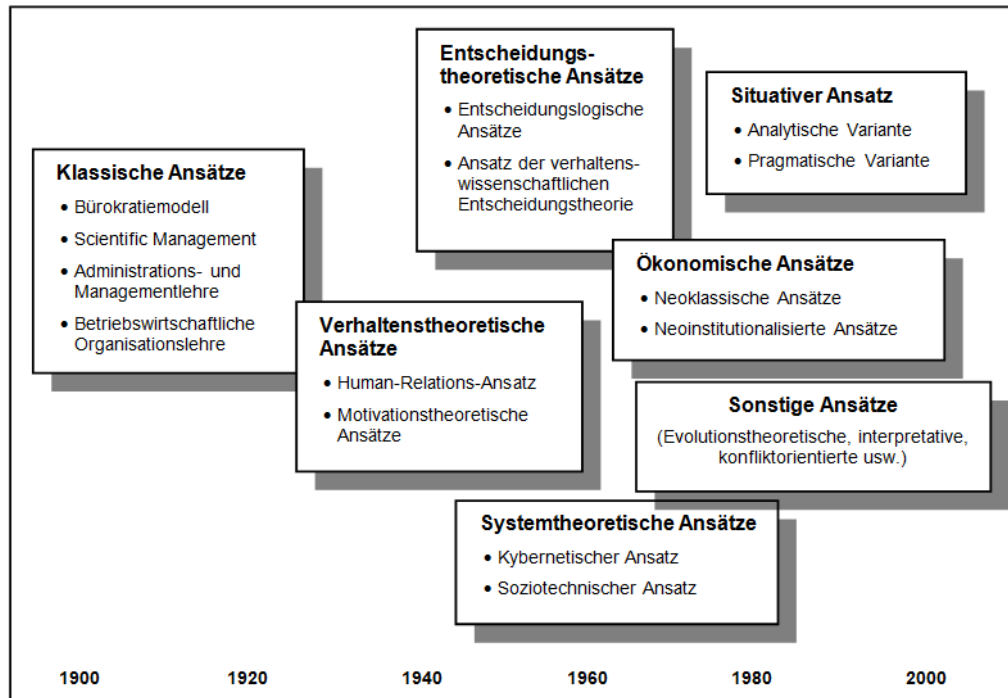 Entscheidungs-
theoretische Ansätze
• Entscheidungslogische
Ansätze
• Ansatz der verhaltens-
wissenschaftlichen
Entscheidungstheorie
Situativer Ansatz
• Analytische Variante
• Pragmatische Variante
Klassische Ansätze
• Bürokratiemodell
• Scientific Management
• Administrations- und
Managementlehre
• Betriebswirtschaftliche
Organisationslehre
Ökonomische Ansätze
• Neoklassische Ansätze
• Neoinstitutionalisierte Ansätze
Verhaltenstheoretische
Ansätze
• Human-Relations-Ansatz
• Motivationstheoretische
Ansätze
Sonstige Ansätze
(Evolutionstheoretische, interpretative,
konfliktorientierte usw.)
Systemtheoretische Ansätze
• Kybernetischer Ansatz
• Soziotechnischer Ansatz
1900 1920 1940 1960 1980 2000